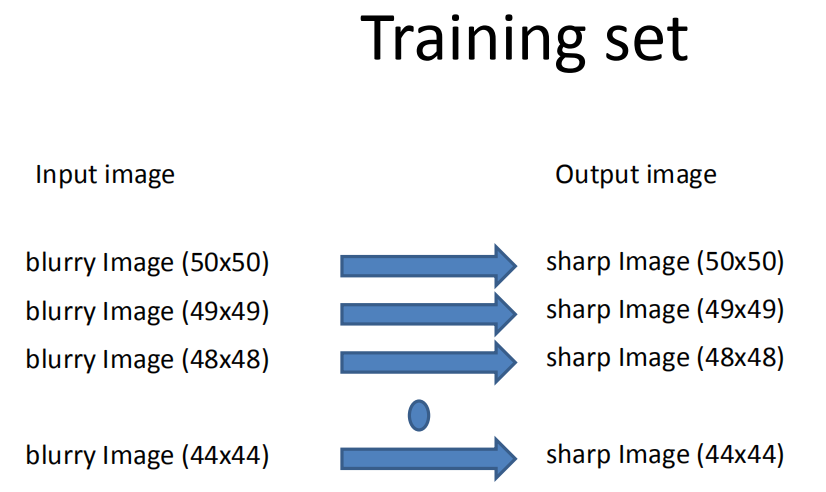 Training set
Input image
Output image
blurry Image (50x50)
sharp Image (50x50)
blurry Image (49x49)
sharp Image (49x49)
blurry Image (48x48)
sharp Image (48x48)
blurry Image (44x44)
sharp Image (44x44)